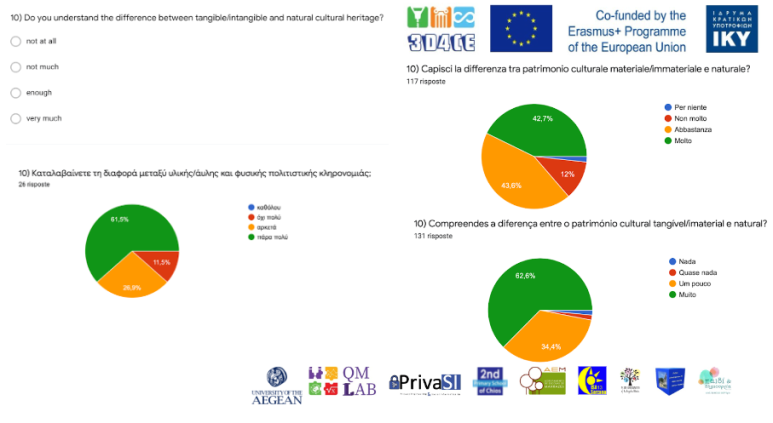 10) Do you understand the difference between tangible/intangible and natural cultural heritage?
not at all
not much
enough
very much
3D4CE
Co-funded by the
Erasmus+ Programme
of the European Union
ΙΔΡΥΜΑ
ΚΡΑΤΙΚΩΝ
ΥΠΟΤΡΟΦΙΩΝ
IKY
10) Capisci la differenza tra patrimonio culturale materiale/immateriale e naturale?
117 risposte
42,7%
12%
43,6%
Per niente
Non molto
Abbastanza
Molto
10) Καταλαβαίνετε τη διαφορά μεταξύ υλικής/άυλης και φυσικής πολιτιστικής κληρονομιάς;
26 risposte
61,5%
11,5%
26,9%
καθόλου
όχι πολύ
αρκετά
πάρα πολύ
10) Compreendes a diferença entre o património cultural tangível/imaterial e natural?
131 risposte
62,6%
34,4%
Nada
Quase nada
Um pouco
Muito
UNIVERSITY OF THE
AEGEAN
QM
LAB
PrivaSI
2nd
Primary School
of Chios